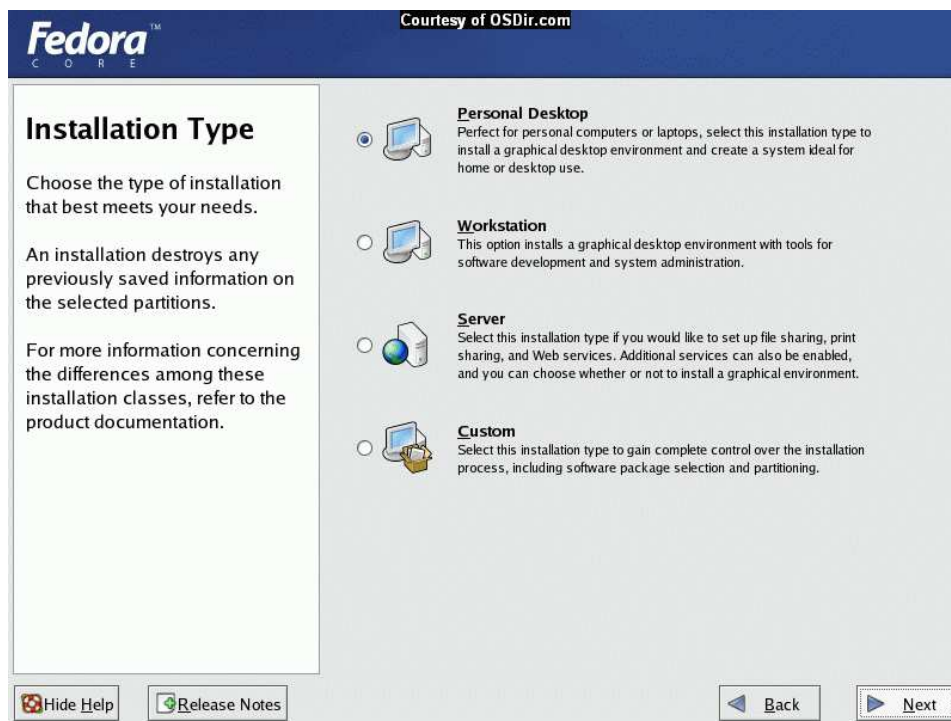 Courtesy of OSDir.com
Fedora™
CORE
Installation Type
Choose the type of installation
that best meets your needs.
An installation destroys any
previously saved information on
the selected partitions.
For more information concerning
the differences among these
installation classes, refer to the
product documentation.
Personal Desktop
Perfect for personal computers or laptops, select this installation type to
install a graphical desktop environment and create a system ideal for
home or desktop use.
Workstation
This option installs a graphical desktop environment with tools for
software development and system administration.
Server
Select this installation type if you would like to set up file sharing, print
sharing, and Web services. Additional services can also be enabled,
and you can choose whether or not to install a graphical environment.
Custom
Select this installation type to gain complete control over the installation
process, including software package selection and partitioning.
Hide Help
Release Notes
Back
Next